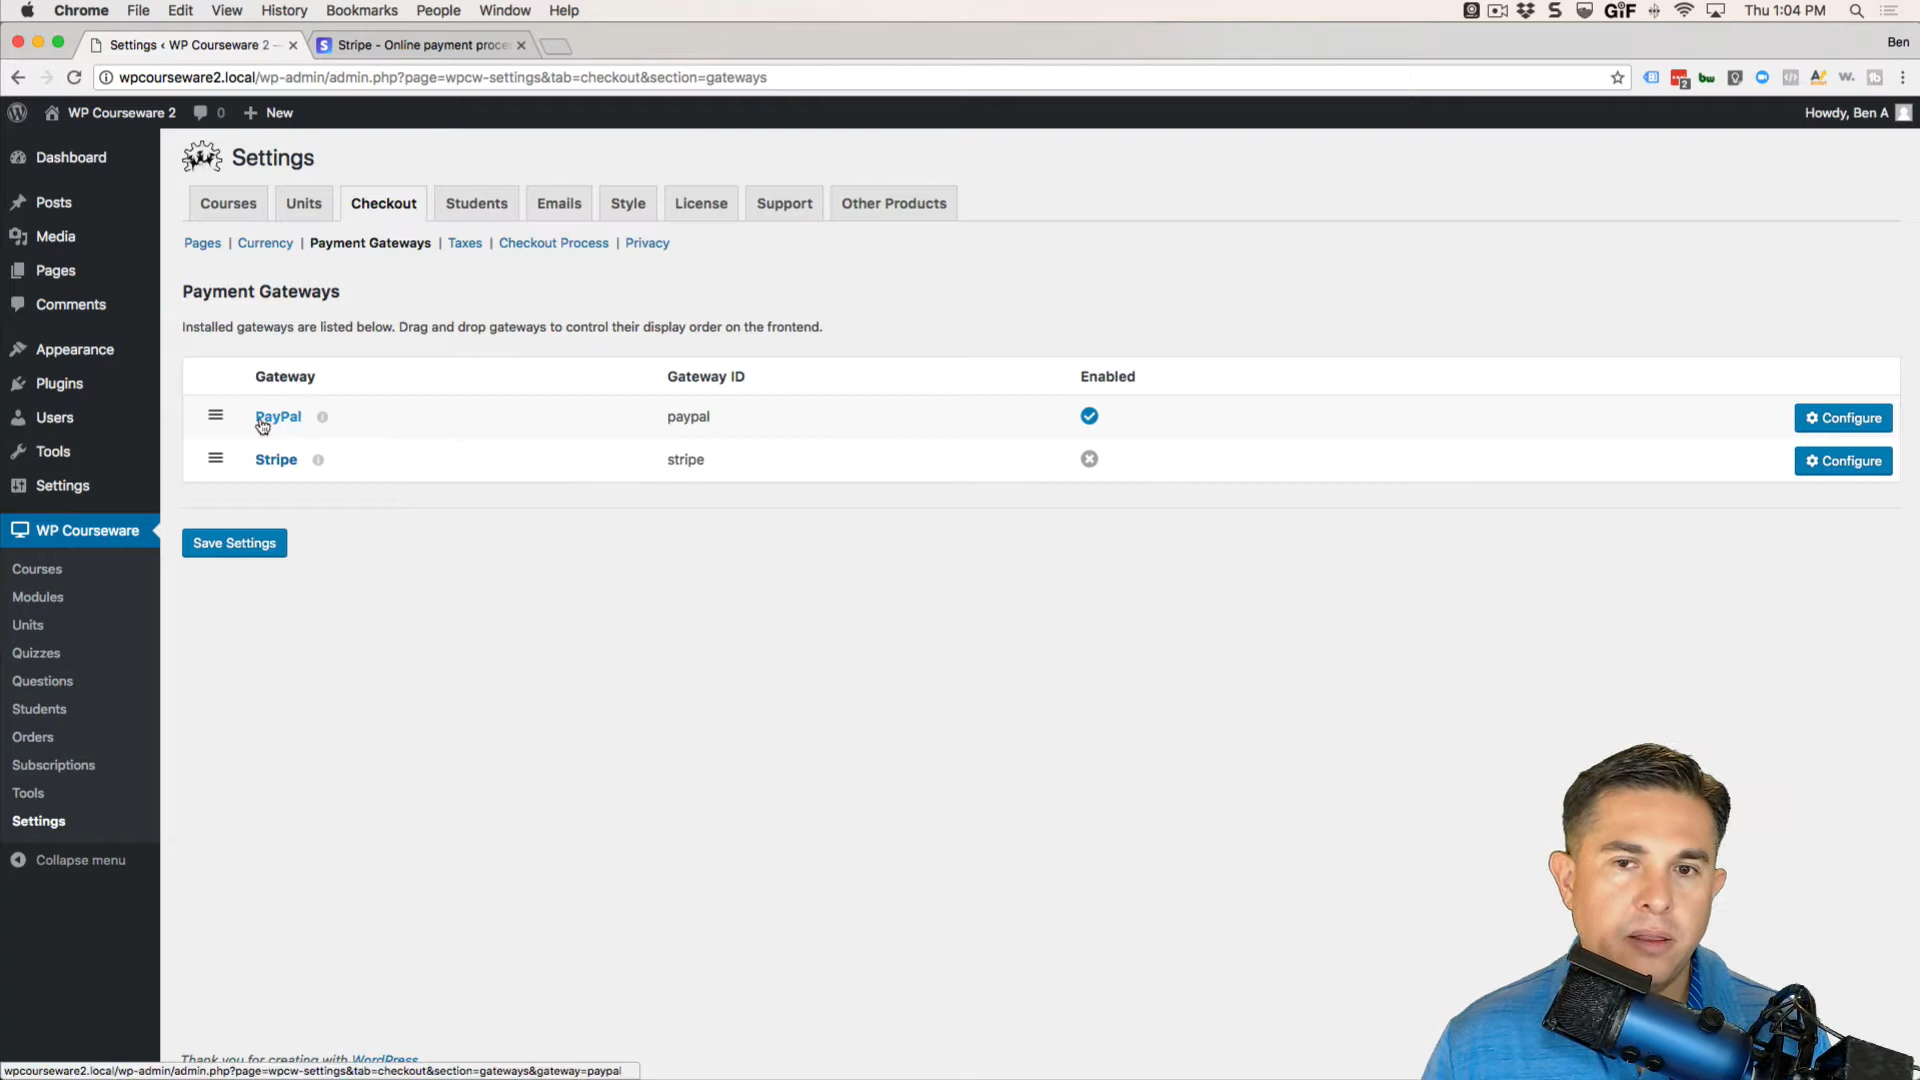 Chrome File Edit View History Bookmarks People Window Help GIF Thu 1:04 PM
Settings ‹ WP Courseware 2 — Stripe - Online payment proce Ben
wpcourseware2.local/wp-admin/admin.php?page=wpcw-settings&tab=checkout&section=gateways
WP Courseware 2 0 New Howdy, Ben A
Dashboard
Posts
Media
Pages
Comments
Appearance
Plugins
Users
Tools
Settings
WP Courseware
Courses
Modules
Units
Quizzes
Questions
Students
Orders
Subscriptions
Tools
Settings
Collapse menu
Settings
Courses Units Checkout Students Emails Style License Support Other Products
Pages | Currency | Payment Gateways | Taxes | Checkout Process | Privacy
Payment Gateways
Installed gateways are listed below. Drag and drop gateways to control their display order on the frontend.
Gateway Gateway ID Enabled
PayPal paypal Configure
Stripe stripe Configure
Save Settings
Thank you for creating with WordPress
wpcourseware2.local/wp-admin/admin.php?page=wpcw-settings&tab=checkout&section=gateways&gateway=paypal